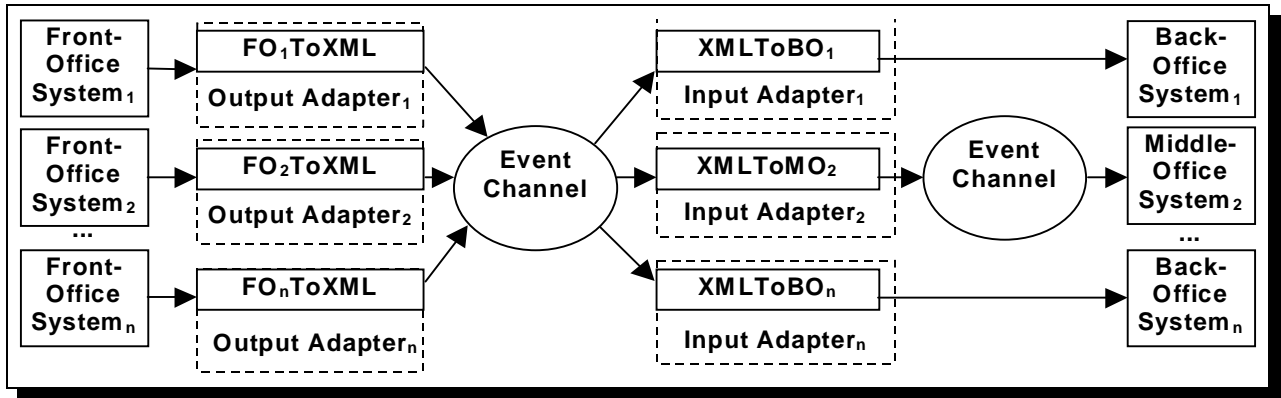 Front-
Office
System₁
FO₁ToXML
Output Adapter₁
XMLToBO₁
Input Adapter₁
Back-
Office
System₁
Front-
Office
System₂
...
FO₂ToXML
Output Adapter₂
Event
Channel
XMLToMO₂
Input Adapter₂
Event
Channel
Middle-
Office
System₂
...
Front-
Office
Systemₙ
FOₙToXML
Output Adapterₙ
XMLToBOₙ
Input Adapterₙ
Back-
Office
Systemₙ